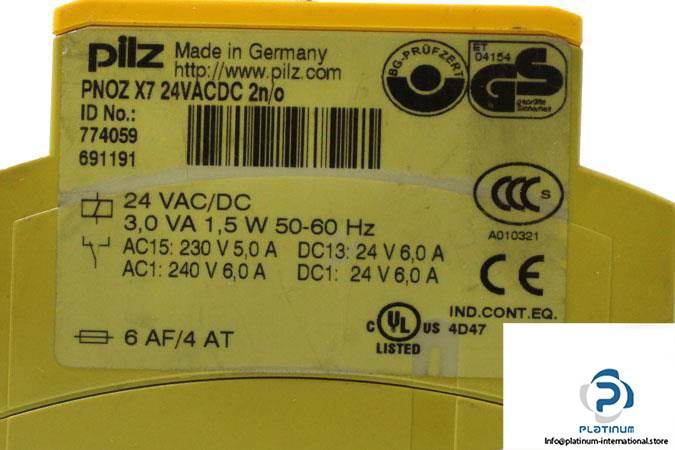 pilz Made in Germany
http://www.pilz.com
PNOZ X7 24VACDC 2n/o
ID No.:
774059
691191
BG-PRÜFZERT
ET
04154
GS
geprüfte
Sicherheit
CCC S
A010321
24 VAC/DC
3,0 VA 1,5 W 50-60 Hz
AC15: 230 V 5,0 A DC13: 24 V 6,0 A
AC1: 240 V 6,0 A DC1: 24 V 6,0 A
CE
6 AF/4 AT
C UL US
LISTED
IND.CONT.EQ.
4D47
PLATINUM
Info@platinum-international.store